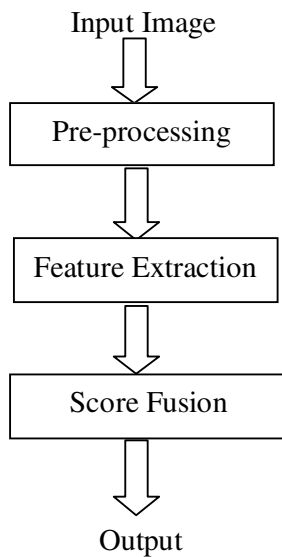 Input Image
Pre-processing
Feature Extraction
Score Fusion
Output